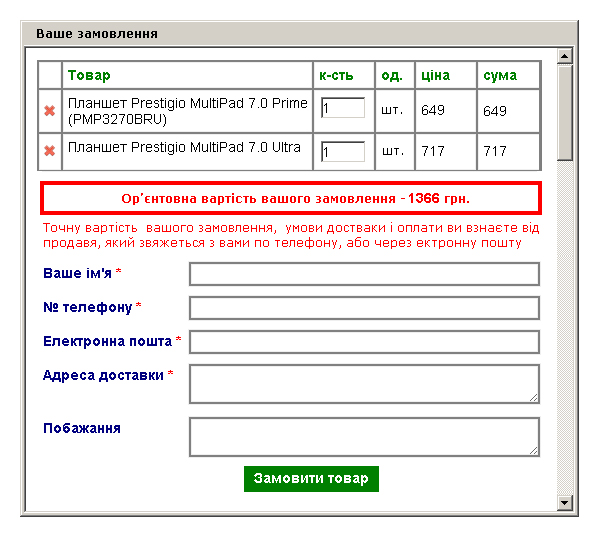 Ваше замовлення
Товар к-сть од. ціна сума
Планшет Prestigio MultiPad 7.0 Prime
(PMP3270BRU) 1 шт. 649 649
Планшет Prestigio MultiPad 7.0 Ultra 1 шт. 717 717
Ор'єнтовна вартість вашого замовлення - 1366 грн.
Точну вартість вашого замовлення, умови доставки і оплати ви взнаєте від
продавя, який звяжеться з вами по телефону, або через ектронну пошту
Ваше ім'я *
№ телефону *
Електронна пошта *
Адреса доставки *
Побажання
Замовити товар